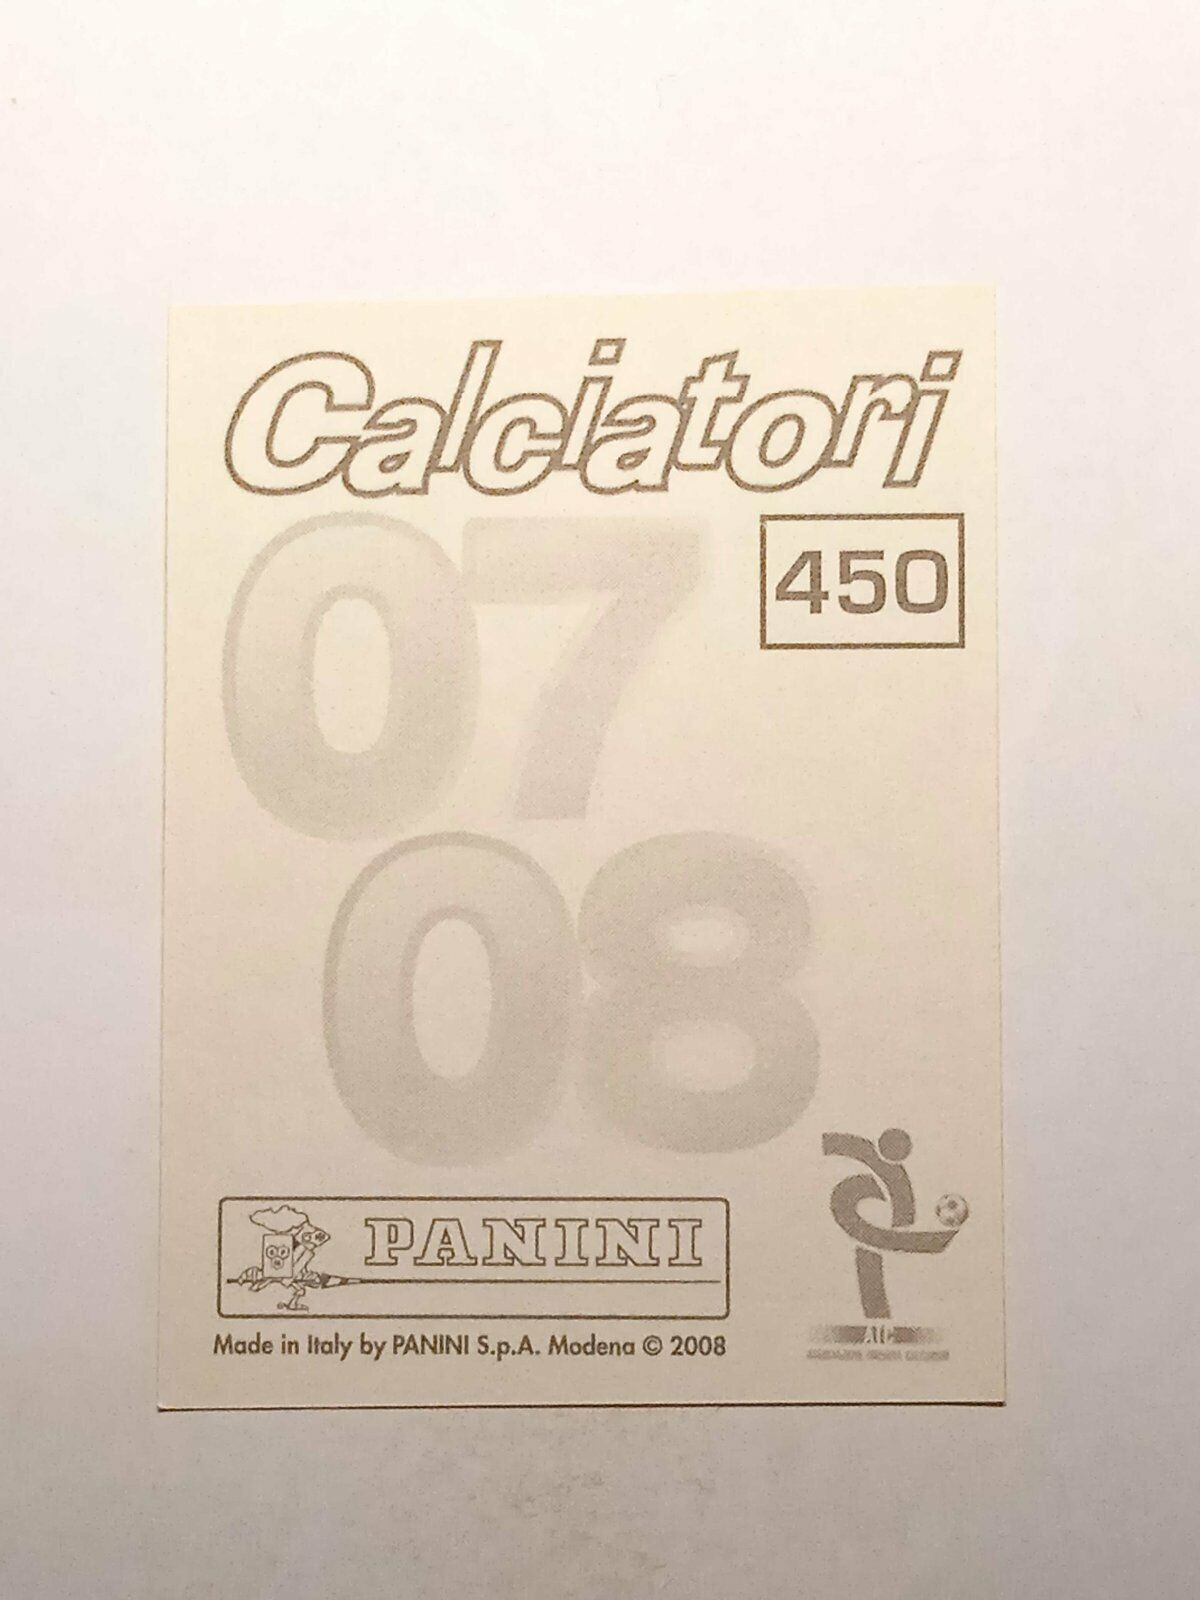 Calciatori
07
450
08
PANINI
Made in Italy by PANINI S.p.A. Modena © 2008